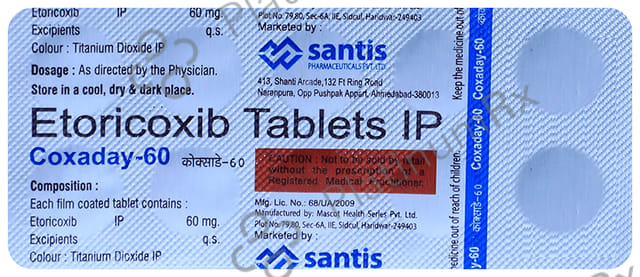 Etoricoxib IP 60 mg.
Excipients q.s.
Colour : Titanium Dioxide IP
Dosage : As directed by the Physician.
Store in a cool, dry & dark place.
Plot No. 79,80, Sec-6A, IIE, Sidcul, Haridwar-249403
Marketed by :
santis
PHARMACEUTICALS PVT. LTD.
413, Shanti Arcade, 132 Ft Ring Road
Naranpura, Opp Pushpak Appart, Ahmedabad-380013
Etoricoxib Tablets IP
Coxaday-60 कोक्साडे-६०
CAUTION : Not to be sold by retail
without the prescription of a
Registered Medical Practitioner.
Composition :
Each film coated tablet contains :
Etoricoxib IP 60 mg.
Excipients q.s.
Colour : Titanium Dioxide IP
Mfg. Lic. No.: 68/UA/2009
Manufactured by: Mascot Health Series Pvt. Ltd.
Plot No. 79,80, Sec-6A, IIE, Sidcul, Haridwar-249403
Marketed by :
santis
Keep the medicine out of
medicine out of reach of children.
Coxaday-60 कोक्साडे-६०
Coxaday-60